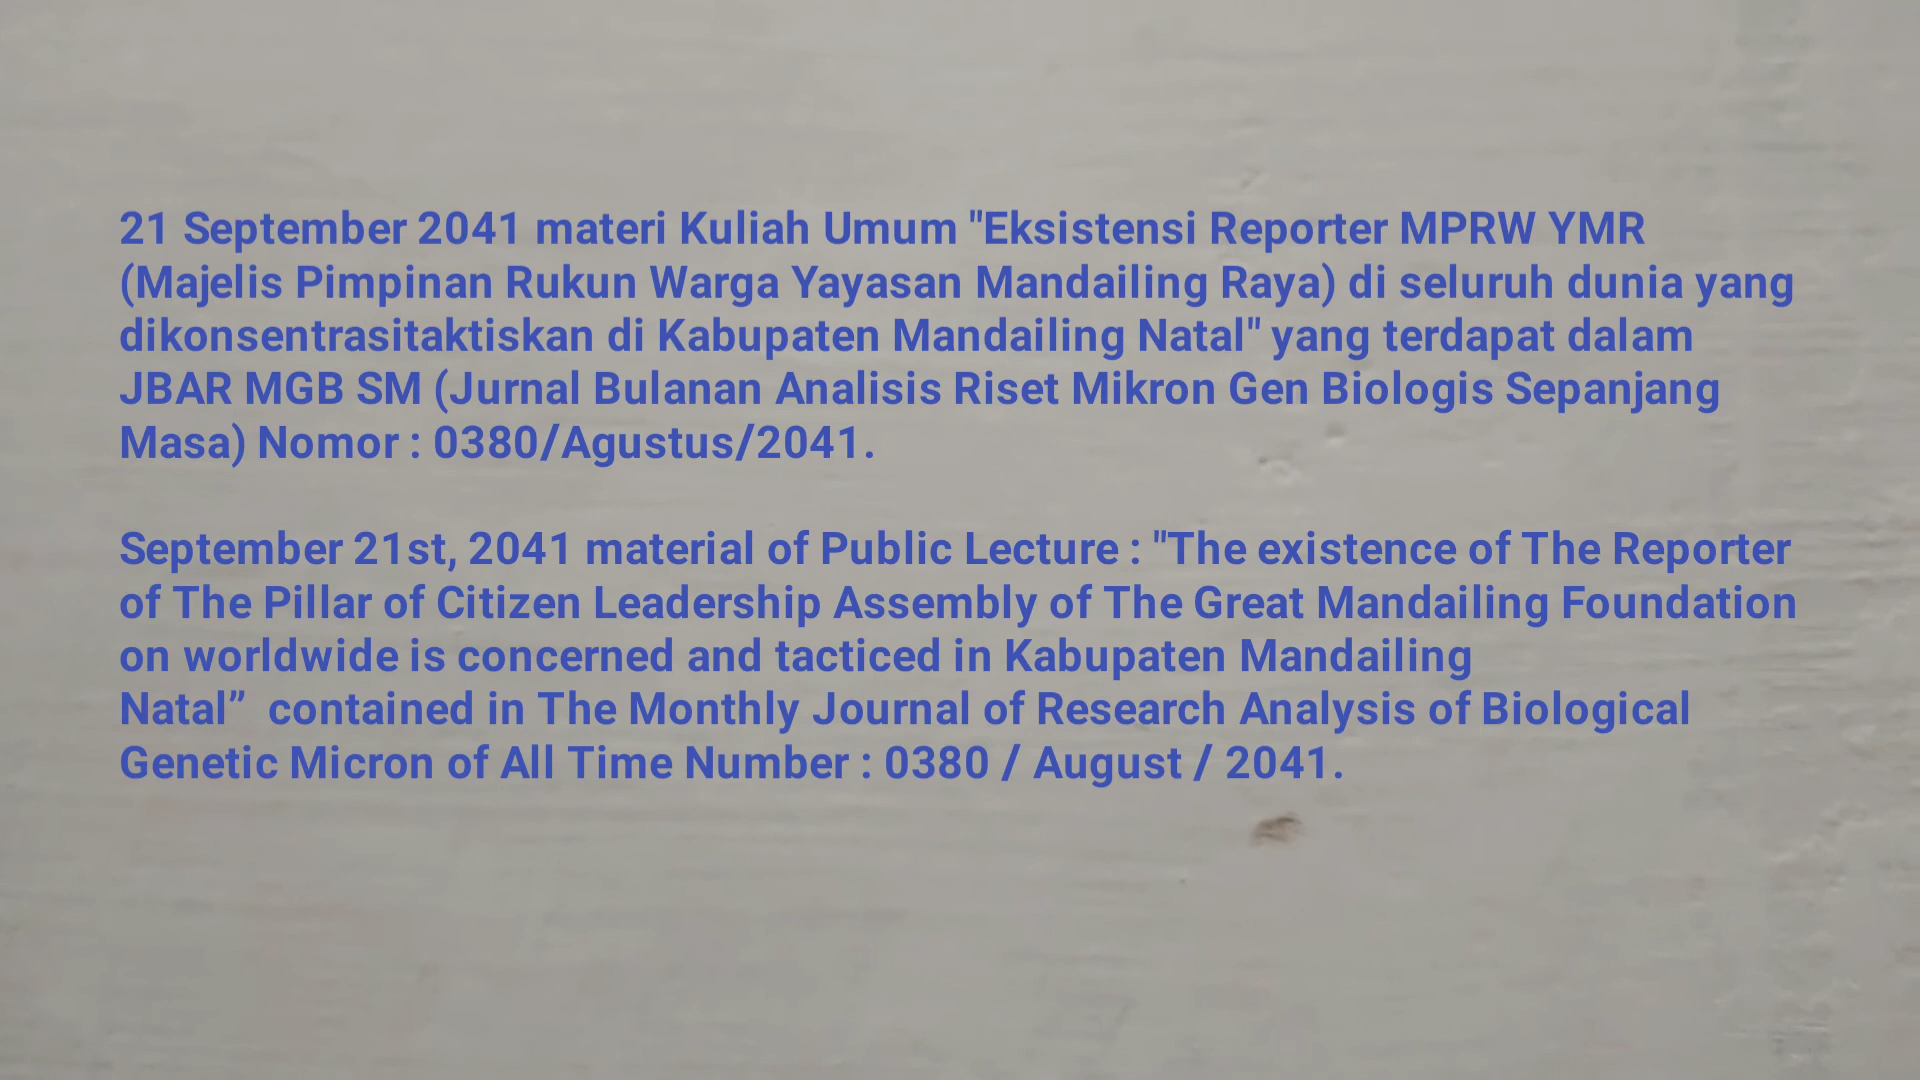 21 September 2041 materi Kuliah Umum "Eksistensi Reporter MPRW YMR
(Majelis Pimpinan Rukun Warga Yayasan Mandailing Raya) di seluruh dunia yang
dikonsentrasitaktiskan di Kabupaten Mandailing Natal" yang terdapat dalam
JBAR MGB SM (Jurnal Bulanan Analisis Riset Mikron Gen Biologis Sepanjang
Masa) Nomor : 0380/Agustus/2041.
September 21st, 2041 material of Public Lecture : "The existence of The Reporter
of The Pillar of Citizen Leadership Assembly of The Great Mandailing Foundation
on worldwide is concerned and tacticed in Kabupaten Mandailing
Natal”  contained in The Monthly Journal of Research Analysis of Biological
Genetic Micron of All Time Number : 0380 / August / 2041.